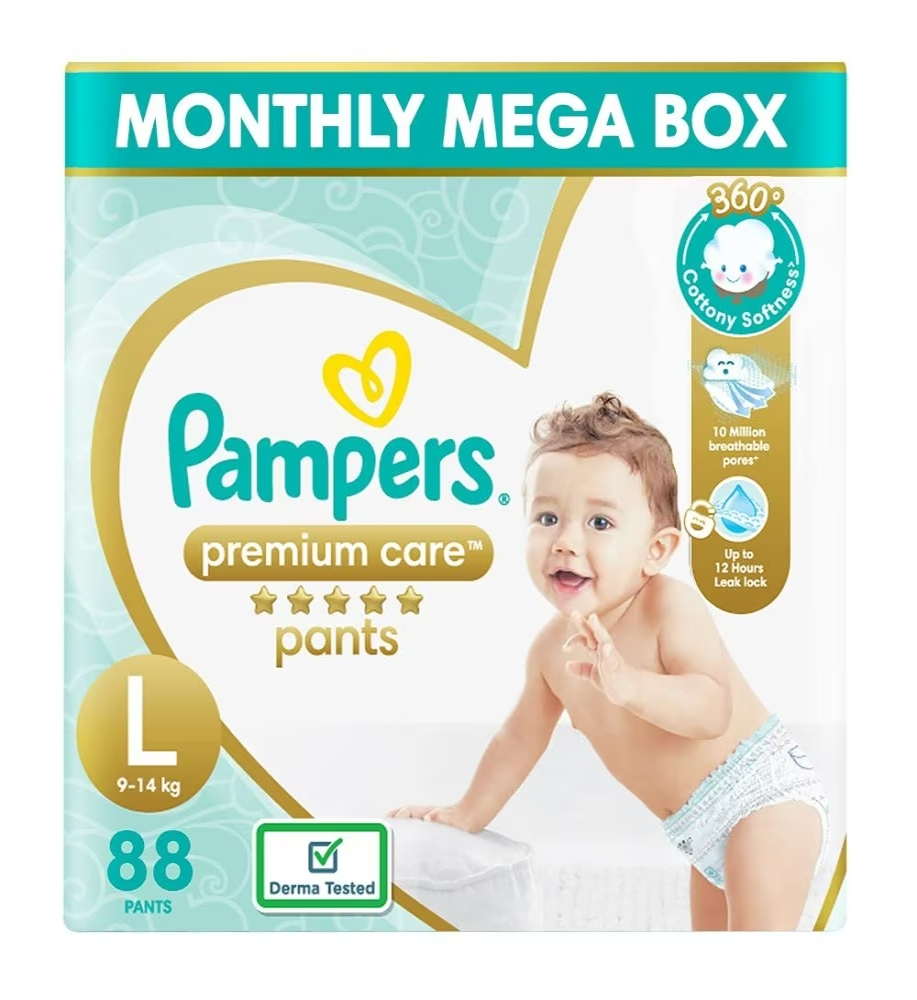 MONTHLY MEGA BOX
360°
Cottony Softness^
10 Million
breathable
pores+
Up to
12 Hours
Leak lock
Pampers®
premium care™
pants
L
9-14 kg
88
PANTS
Derma Tested